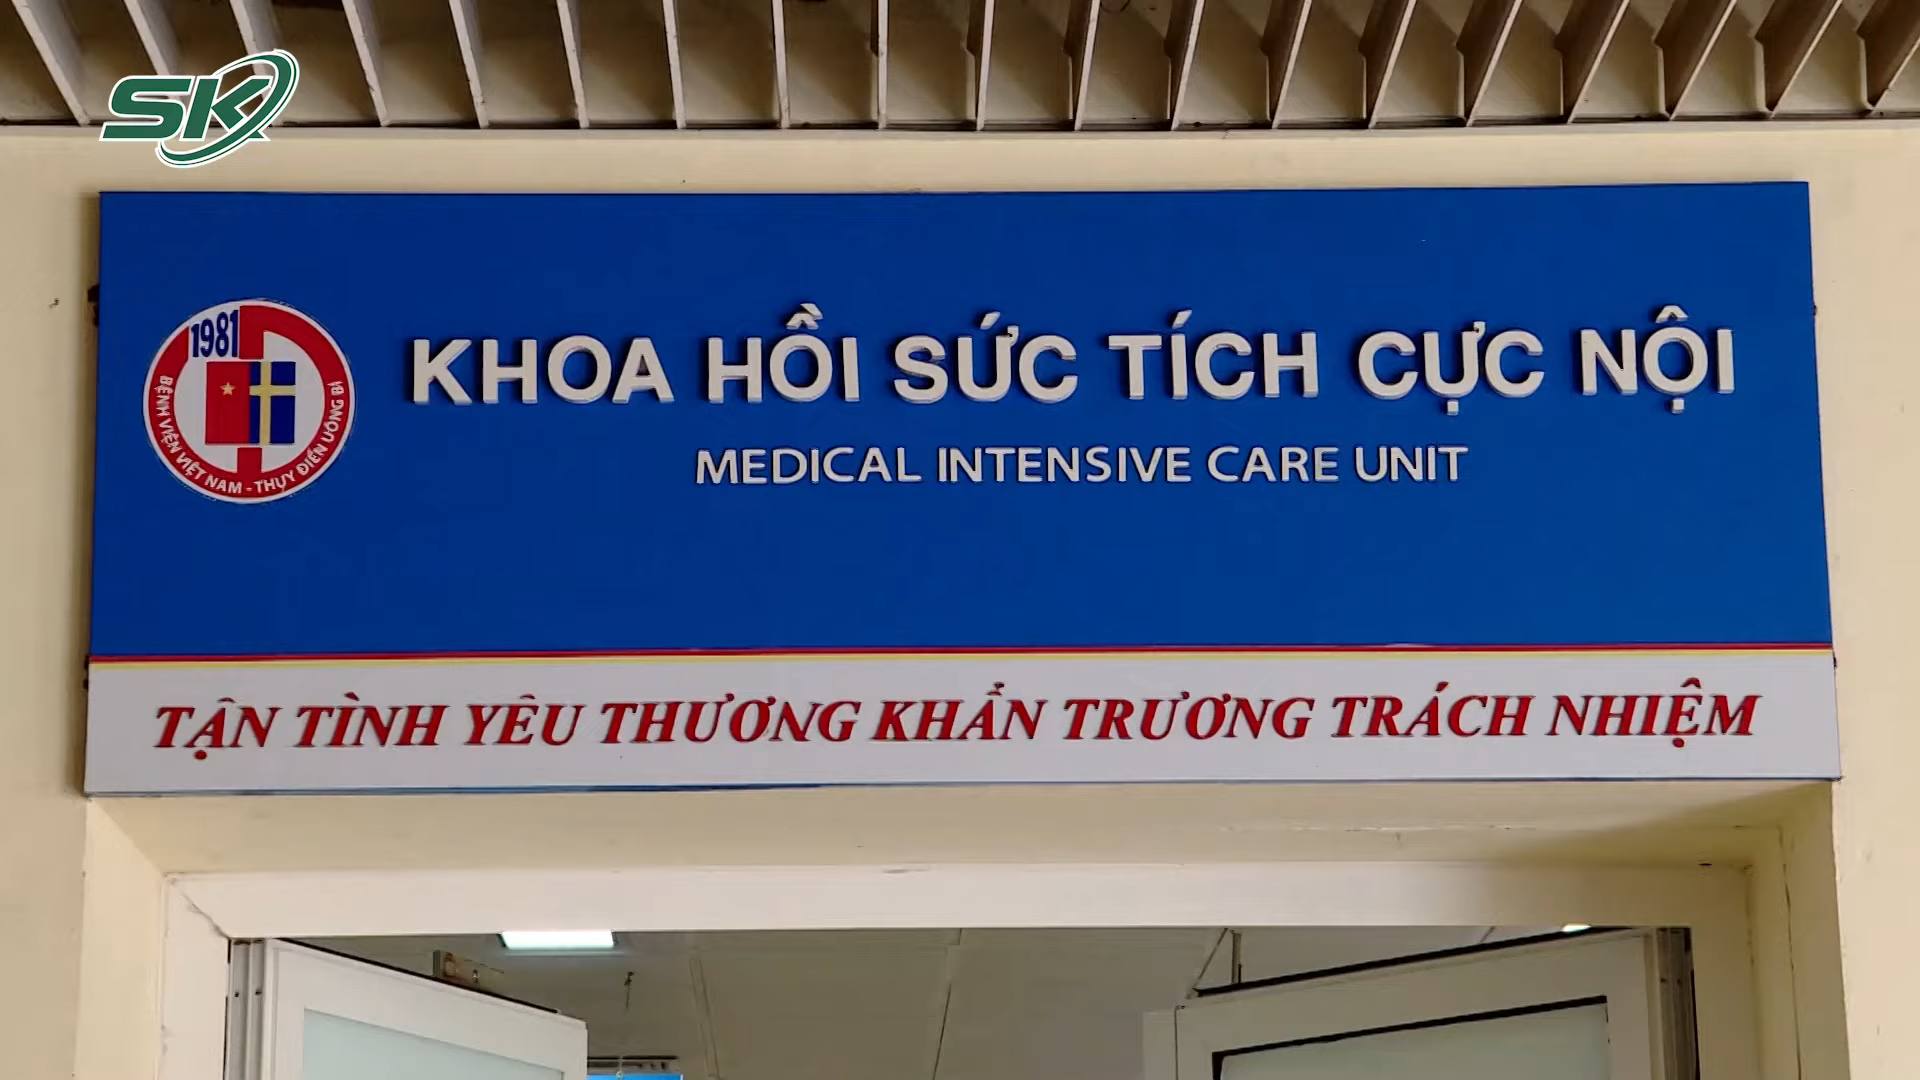 SK
1981
BỆNH VIỆN VIỆT NAM - THỤY ĐIỂN UÔNG BÍ
KHOA HỒI SỨC TÍCH CỰC NỘI
MEDICAL INTENSIVE CARE UNIT
TẬN TÌNH YÊU THƯƠNG KHẨN TRƯƠNG TRÁCH NHIỆM